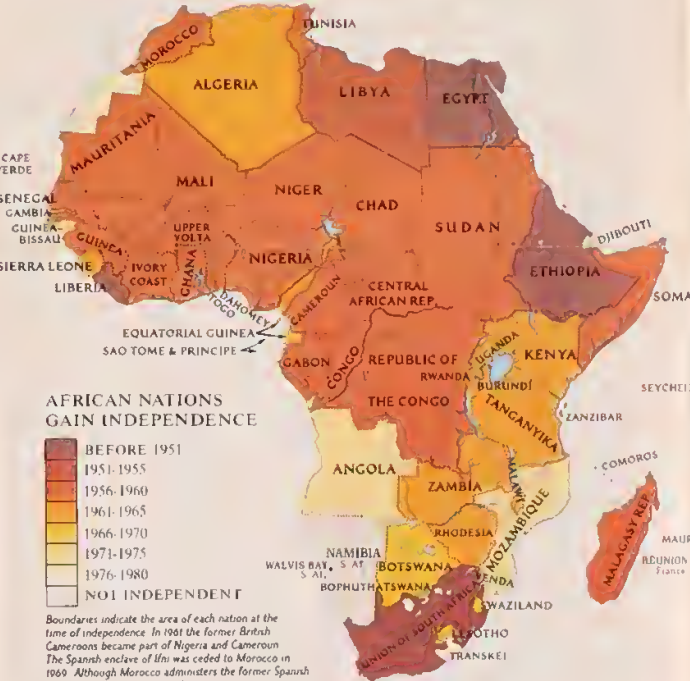 TUNISIA
MOROCCO
ALGERIA
LIBYA
EGYPT
MAURITANIA
CAPE
VERDE
MALI
NIGER
CHAD
SUDAN
SENEGAL
GAMBIA
GUINEA-
BISSAU
GUINEA
UPPER
VOLTA
NIGERIA
DJIBOUTI
SIERRA LEONE
LIBERIA
IVORY
COAST
GHANA
TOGO
DAHOMEY
CAMEROUN
CENTRAL
AFRICAN REP.
ETHIOPIA
SOMA
EQUATORIAL GUINEA
SAO TOME & PRINCIPE
GABON
CONGO
REPUBLIC OF
THE CONGO
RWANDA
UGANDA
KENYA
BURUNDI
TANGANYIKA
ZANZIBAR
SEYCHE
AFRICAN NATIONS
GAIN INDEPENDENCE
BEFORE 1951
1951-1955
1956-1960
1961-1965
1966-1970
1971-1975
1976-1980
NOT INDEPENDENT
ANGOLA
ZAMBIA
MALAWI
MOZAMBIQUE
COMOROS
MALAGASY REP.
MAUR
REUNION
France
NAMIBIA
S. Af.
WALVIS BAY
S. Af.
BOTSWANA
RHODESIA
BOPHUTHATSWANA
VENDA
SWAZILAND
UNION OF SOUTH AFRICA
LESOTHO
TRANSKEI
Boundaries indicate the area of each nation at the
time of independence In 1961 the former British
Cameroons became part of Nigeria and Cameroun
The Spanish enclave of Ifni was ceded to Morocco in
1969 Although Morocco administers the former Spanish